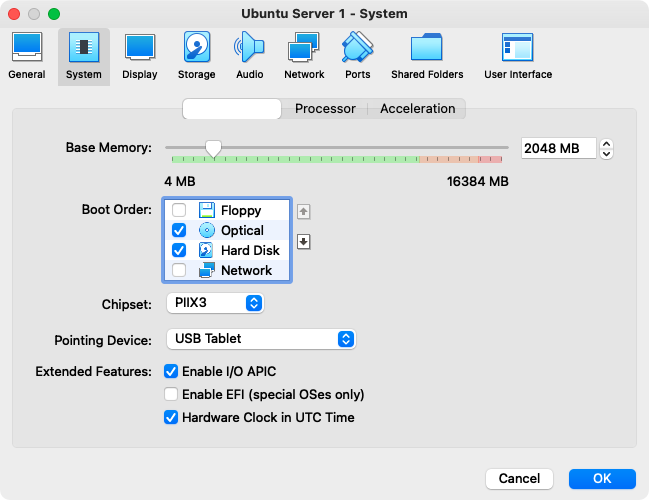 Ubuntu Server 1 - System
General System Display Storage Audio Network Ports Shared Folders User Interface
Processor Acceleration
Base Memory: 2048 MB
4 MB 16384 MB
Boot Order: Floppy
Optical
Hard Disk
Network
Chipset: PIIX3
Pointing Device: USB Tablet
Extended Features: Enable I/O APIC
Enable EFI (special OSes only)
Hardware Clock in UTC Time
Cancel OK